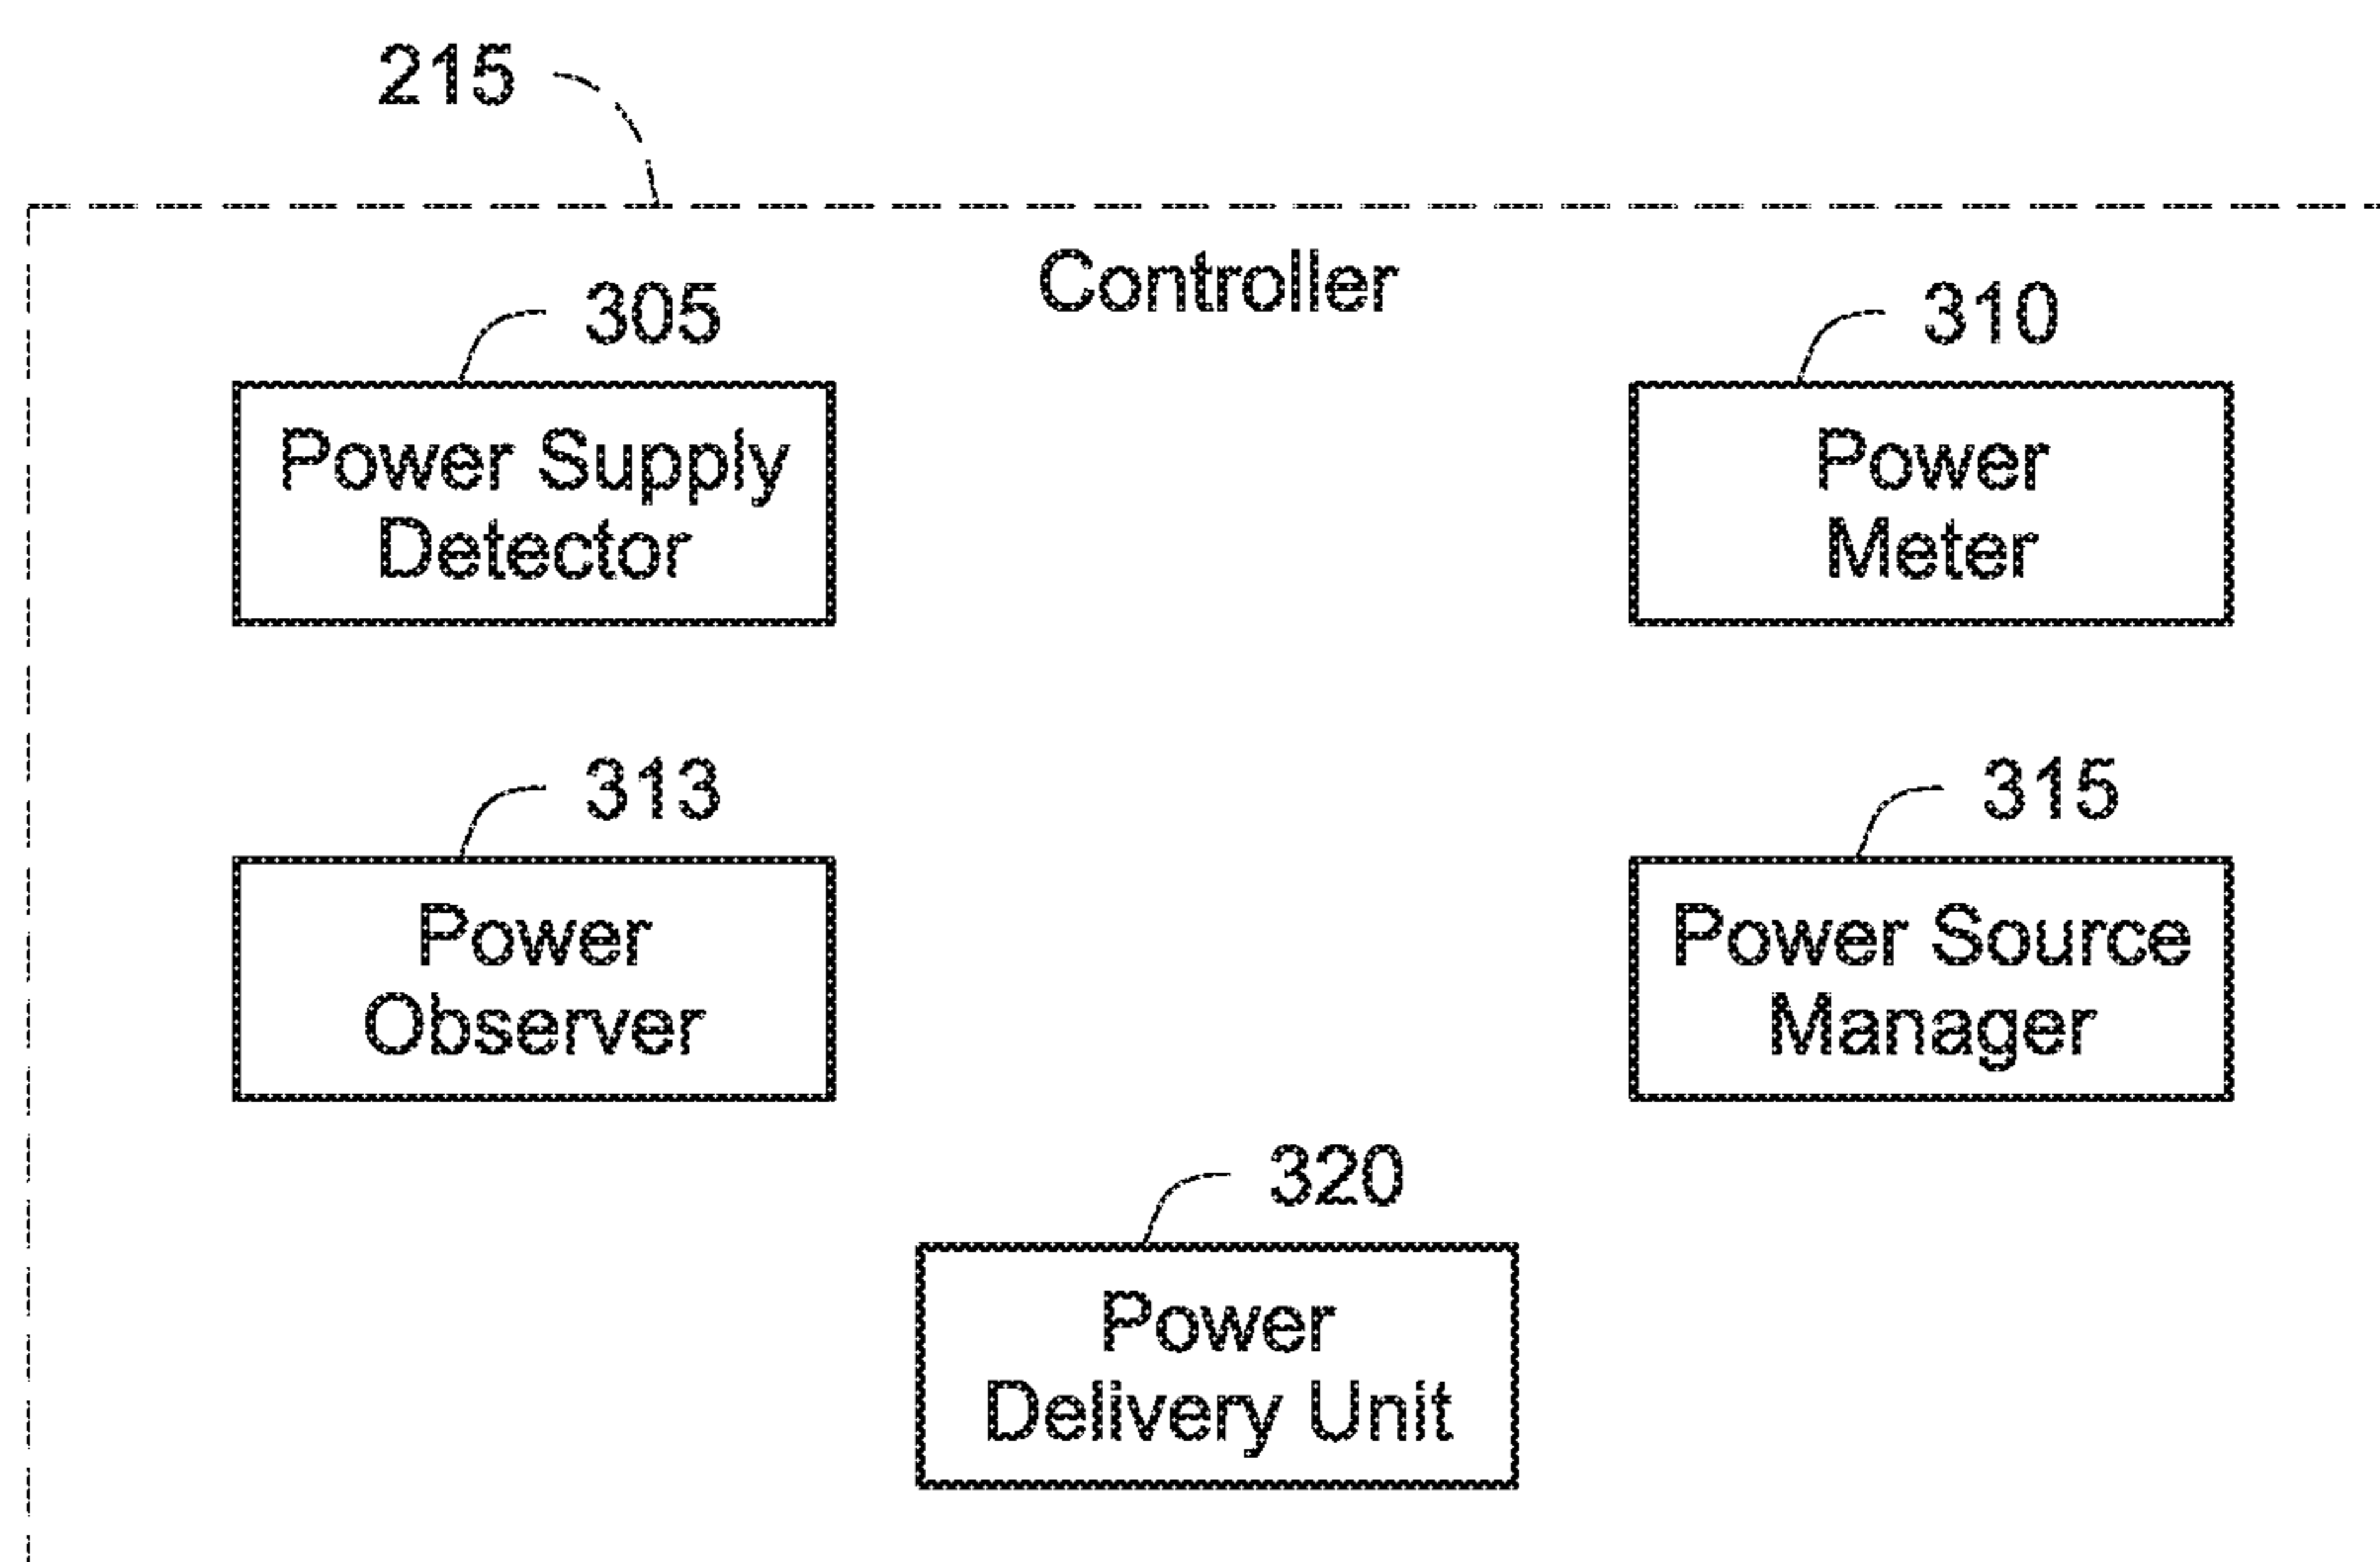 215
Controller
305
310
Power Supply
Detector
Power
Meter
313
315
Power
Observer
Power Source
Manager
320
Power
Delivery Unit